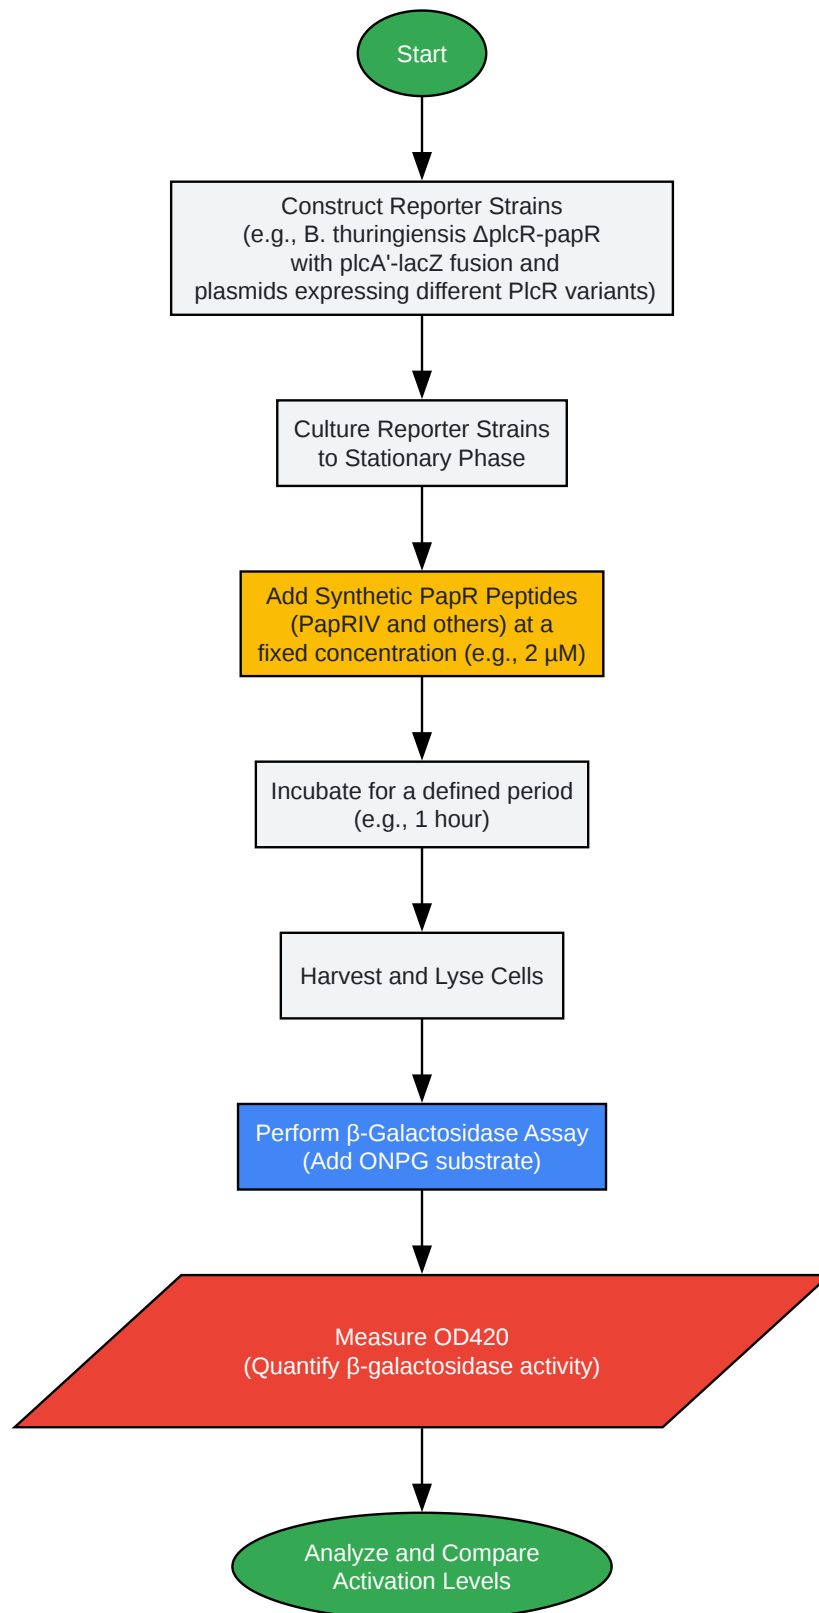 Start
Construct Reporter Strains
(e.g., B. thuringiensis ΔplcR-papR
with plcA'-lacZ fusion and
plasmids expressing different PlcR variants)
Culture Reporter Strains
to Stationary Phase
Add Synthetic PapR Peptides
(PapRIV and others) at a
fixed concentration (e.g., 2 µM)
Incubate for a defined period
(e.g., 1 hour)
Harvest and Lyse Cells
Perform β-Galactosidase Assay
(Add ONPG substrate)
Measure OD420
(Quantify β-galactosidase activity)
Analyze and Compare
Activation Levels